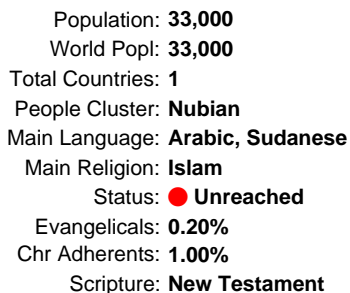 Population: 33,000
World Popl: 33,000
Total Countries: 1
People Cluster: Nubian
Main Language: Arabic, Sudanese
Main Religion: Islam
Status: Unreached
Evangelicals: 0.20%
Chr Adherents: 1.00%
Scripture: New Testament